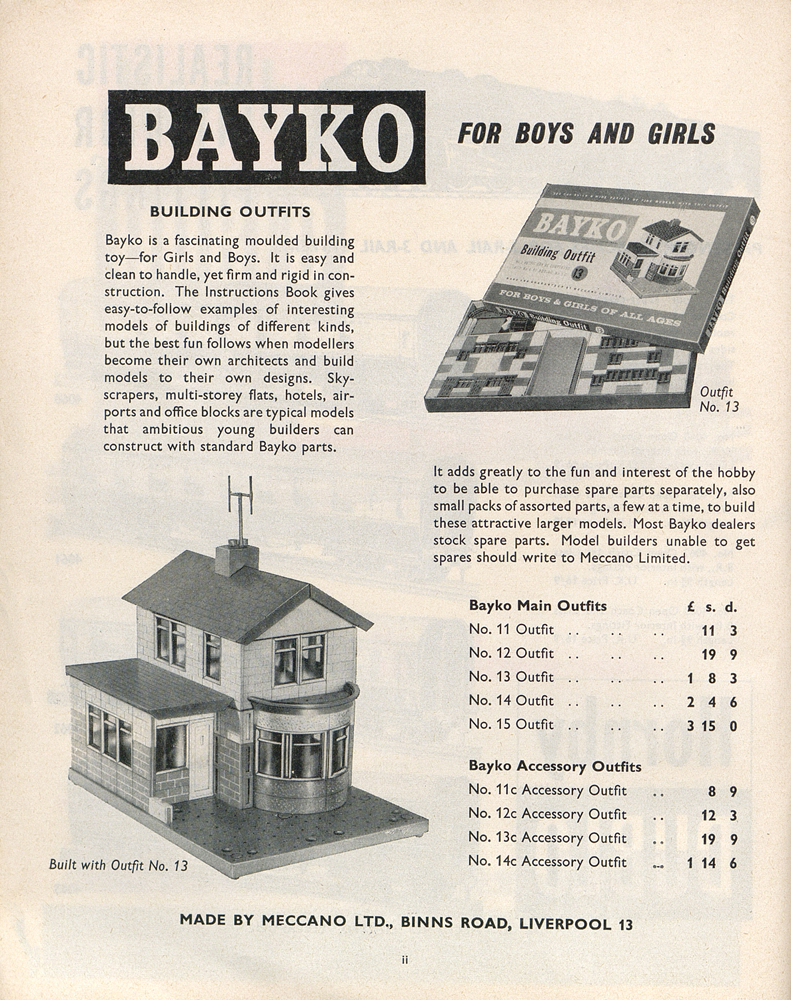 BAYKO
FOR BOYS AND GIRLS
BUILDING OUTFITS
Bayko is a fascinating moulded building
toy—for Girls and Boys. It is easy and
clean to handle, yet firm and rigid in con-
struction. The Instructions Book gives
easy-to-follow examples of interesting
models of buildings of different kinds,
but the best fun follows when modellers
become their own architects and build
models to their own designs. Sky-
scrapers, multi-storey flats, hotels, air-
ports and office blocks are typical models
that ambitious young builders can
construct with standard Bayko parts.
BAYKO
Building Outfit
13
FOR BOYS & GIRLS OF ALL AGES
BAYKO Building Outfit
BAYKO Building Outfit
Outfit
No. 13
It adds greatly to the fun and interest of the hobby
to be able to purchase spare parts separately, also
small packs of assorted parts, a few at a time, to build
these attractive larger models. Most Bayko dealers
stock spare parts. Model builders unable to get
spares should write to Meccano Limited.
Bayko Main Outfits £ s. d.
No. 11 Outfit .. .. .. 11 3
No. 12 Outfit .. .. .. 19 9
No. 13 Outfit .. .. .. 1 8 3
No. 14 Outfit .. .. .. 2 4 6
No. 15 Outfit .. .. .. 3 15 0
Bayko Accessory Outfits
No. 11c Accessory Outfit .. 8 9
No. 12c Accessory Outfit .. 12 3
No. 13c Accessory Outfit .. 19 9
No. 14c Accessory Outfit .. 1 14 6
Built with Outfit No. 13
MADE BY MECCANO LTD., BINNS ROAD, LIVERPOOL 13
ii